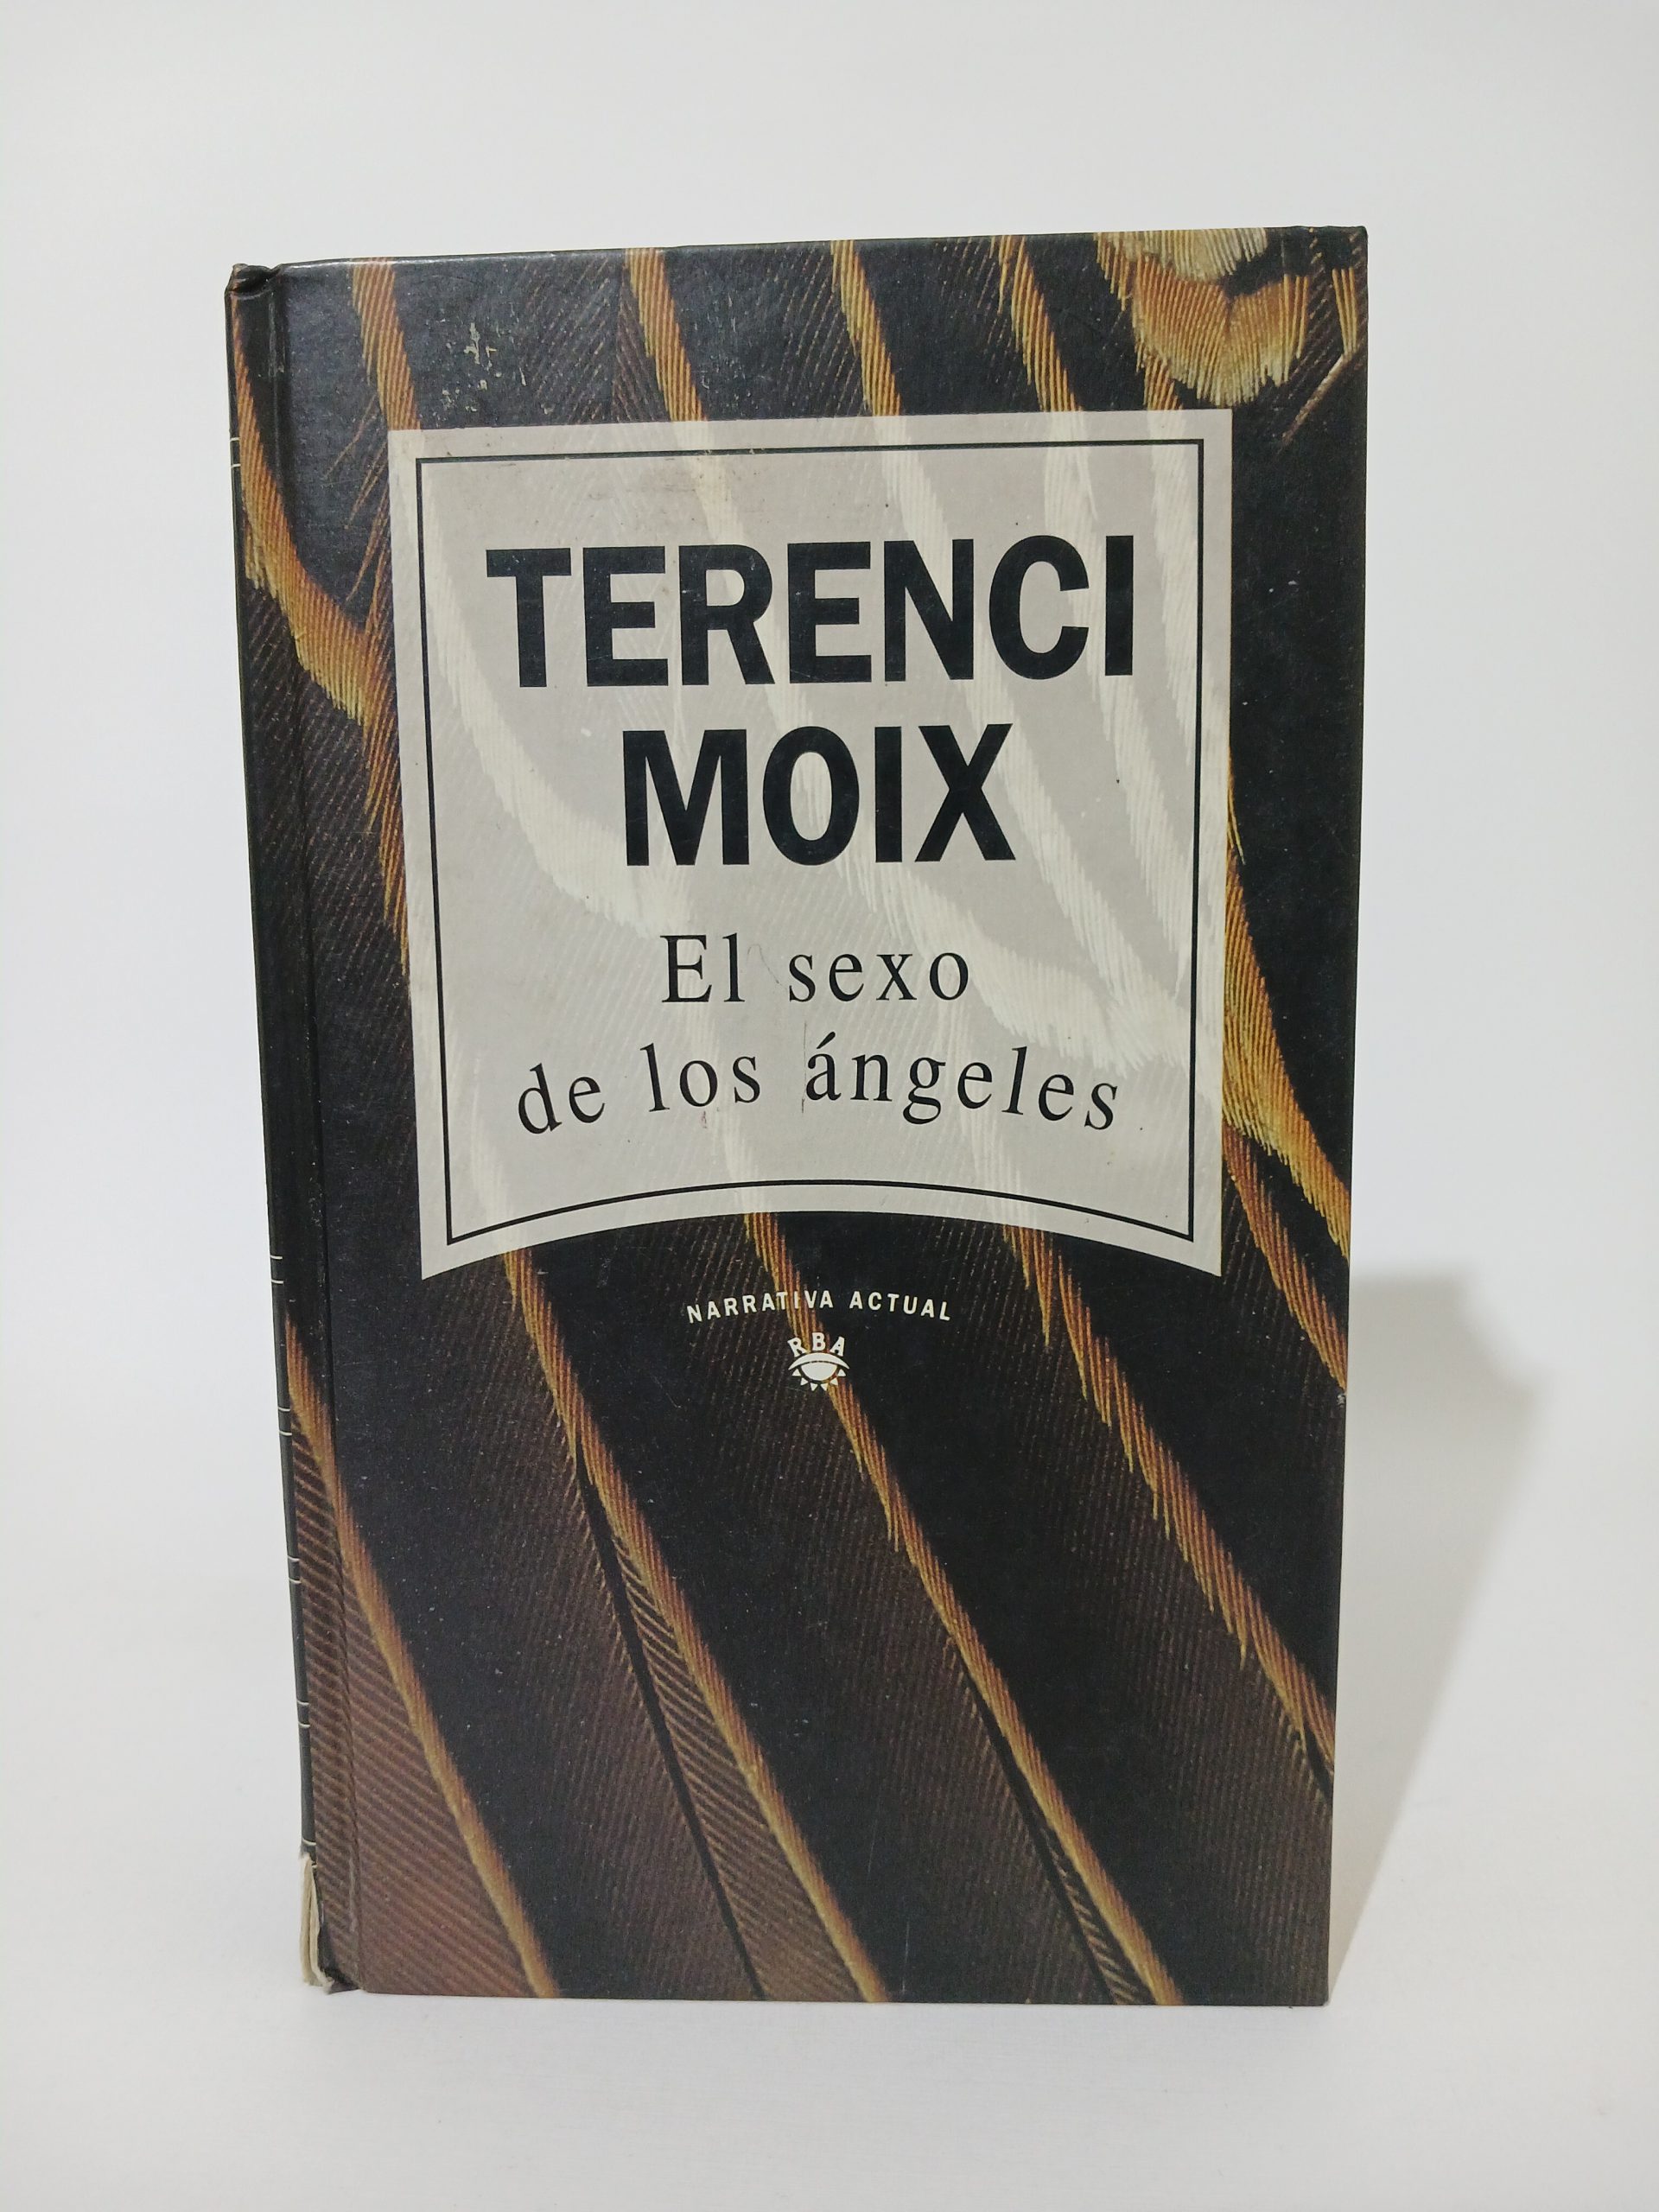 TERENCI
MOIX
El sexo
de los ángeles
NARRATIVA ACTUAL
RBA